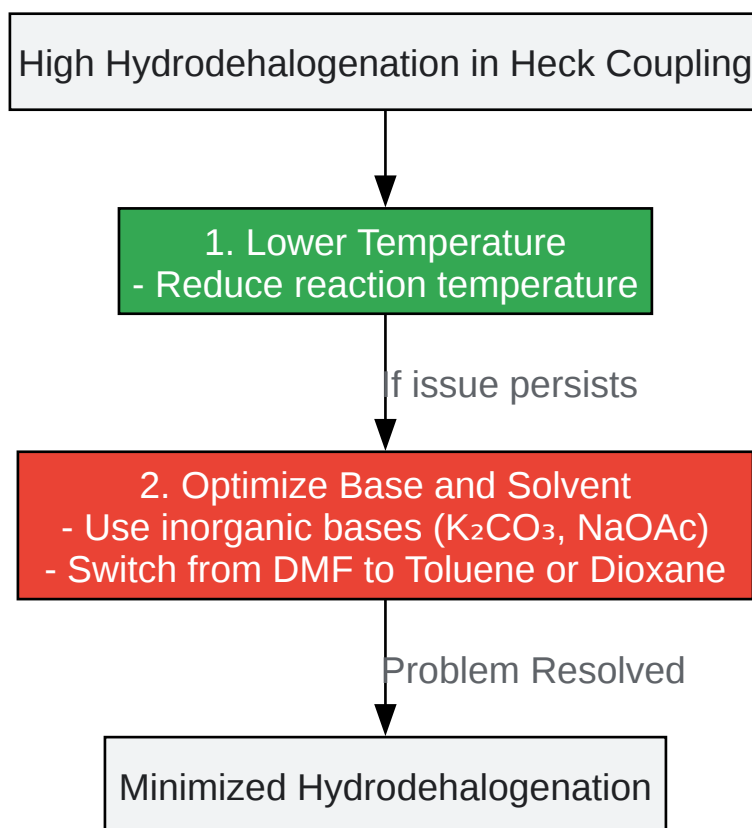 High Hydrodehalogenation in Heck Coupling
1. Lower Temperature
- Reduce reaction temperature
If issue persists
2. Optimize Base and Solvent
- Use inorganic bases (K₂CO₃, NaOAc)
- Switch from DMF to Toluene or Dioxane
Problem Resolved
Minimized Hydrodehalogenation